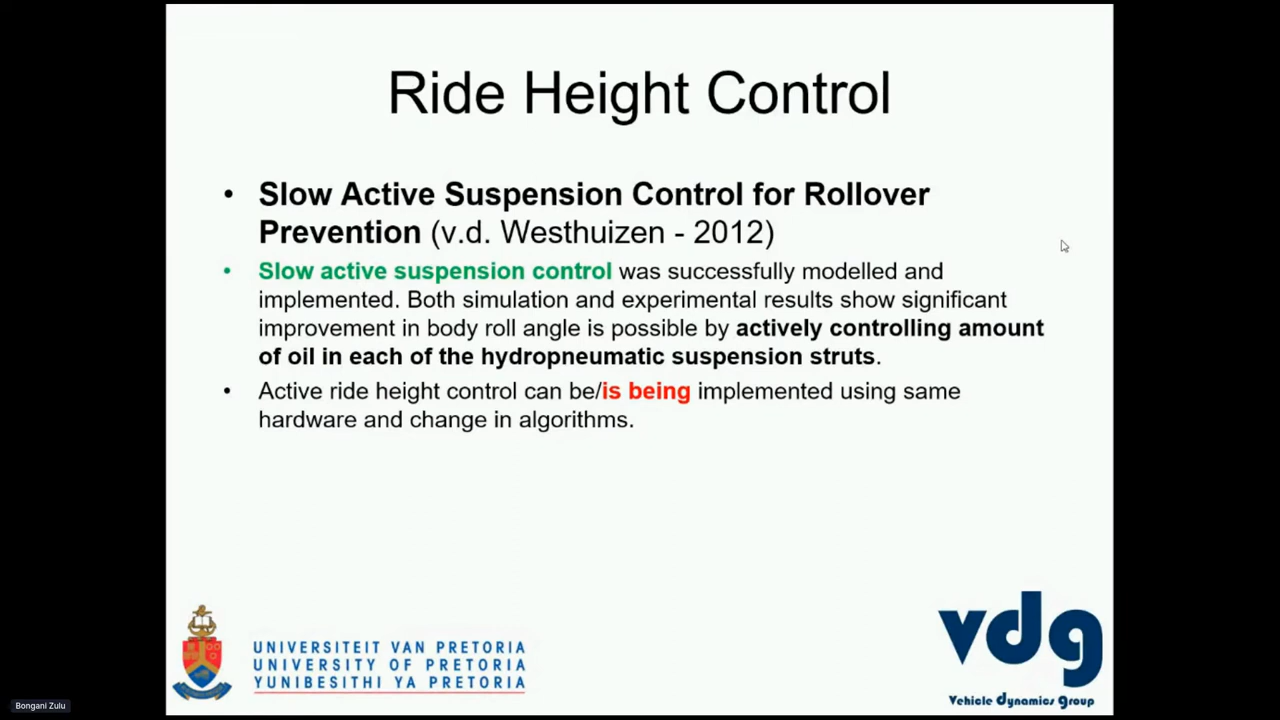 Ride Height Control
• Slow Active Suspension Control for Rollover
Prevention (v.d. Westhuizen - 2012)
• Slow active suspension control was successfully modelled and
implemented. Both simulation and experimental results show significant
improvement in body roll angle is possible by actively controlling amount
of oil in each of the hydropneumatic suspension struts.
• Active ride height control can be/is being implemented using same
hardware and change in algorithms.
UNIVERSITEIT VAN PRETORIA
UNIVERSITY OF PRETORIA
YUNIBESITHI YA PRETORIA
vdg
Vehicle Dynamics Group
Bongani Zulu